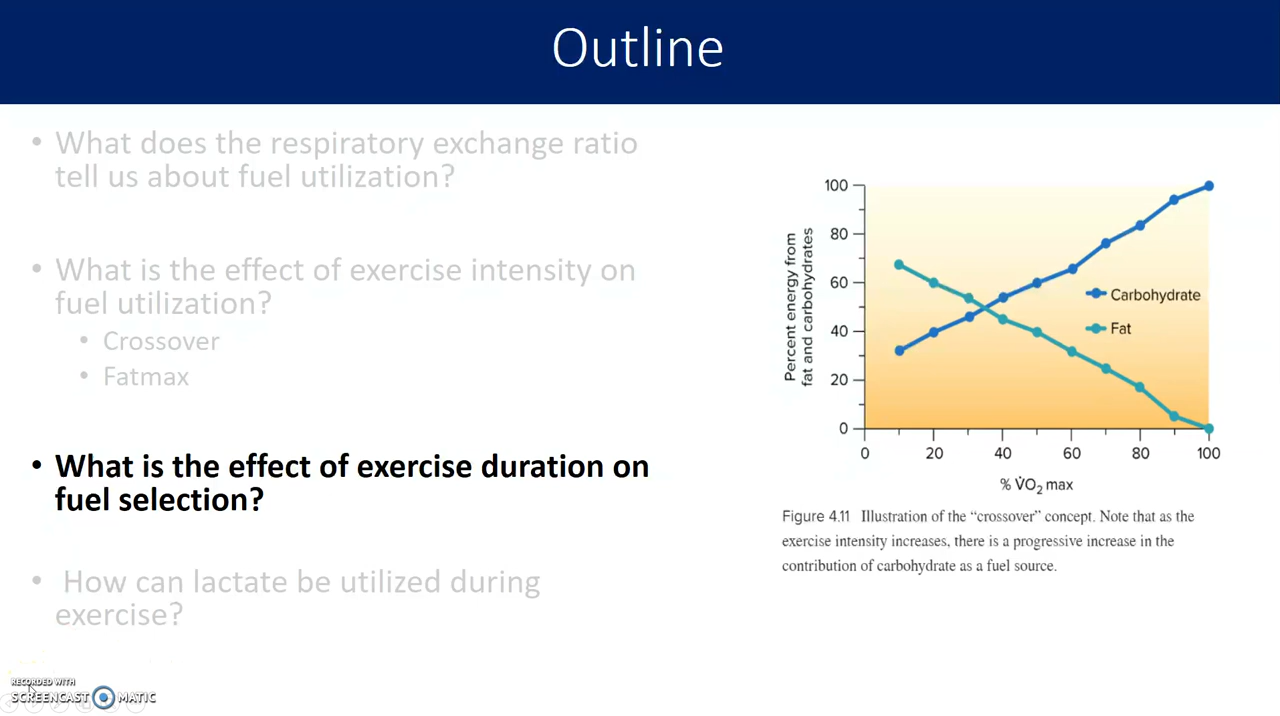 Outline
• What does the respiratory exchange ratio
tell us about fuel utilization?
• What is the effect of exercise intensity on
fuel utilization?
• Crossover
• Fatmax
• What is the effect of exercise duration on
fuel selection?
• How can lactate be utilized during
exercise?
Percent energy from
fat and carbohydrates
100
80
60
40
20
0
Carbohydrate
Fat
0 20 40 60 80 100
% V̇O₂ max
Figure 4.11 Illustration of the “crossover” concept. Note that as the
exercise intensity increases, there is a progressive increase in the
contribution of carbohydrate as a fuel source.
RECORDED WITH
SCREENCAST MATIC